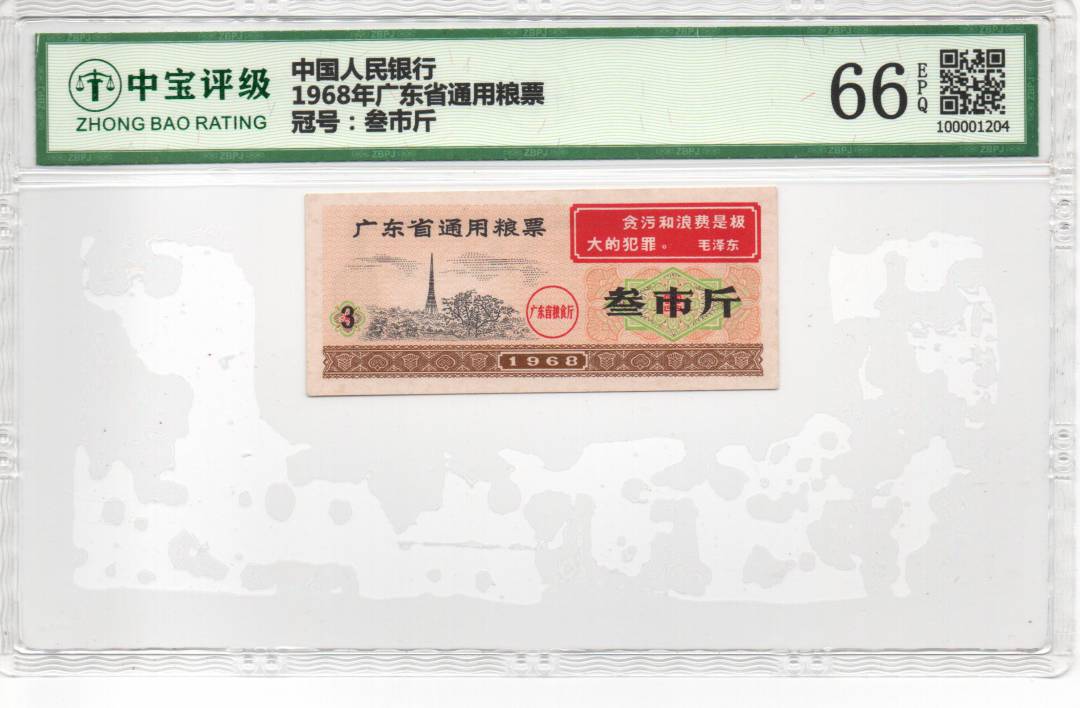 中宝评级
ZHONG BAO RATING
中国人民银行
1968年广东省通用粮票
冠号：叁市斤
66
EPQ
100001204
广东省通用粮票
贪污和浪费是极
大的犯罪。 毛泽东
3
广东省粮食厅
叁市斤
1968